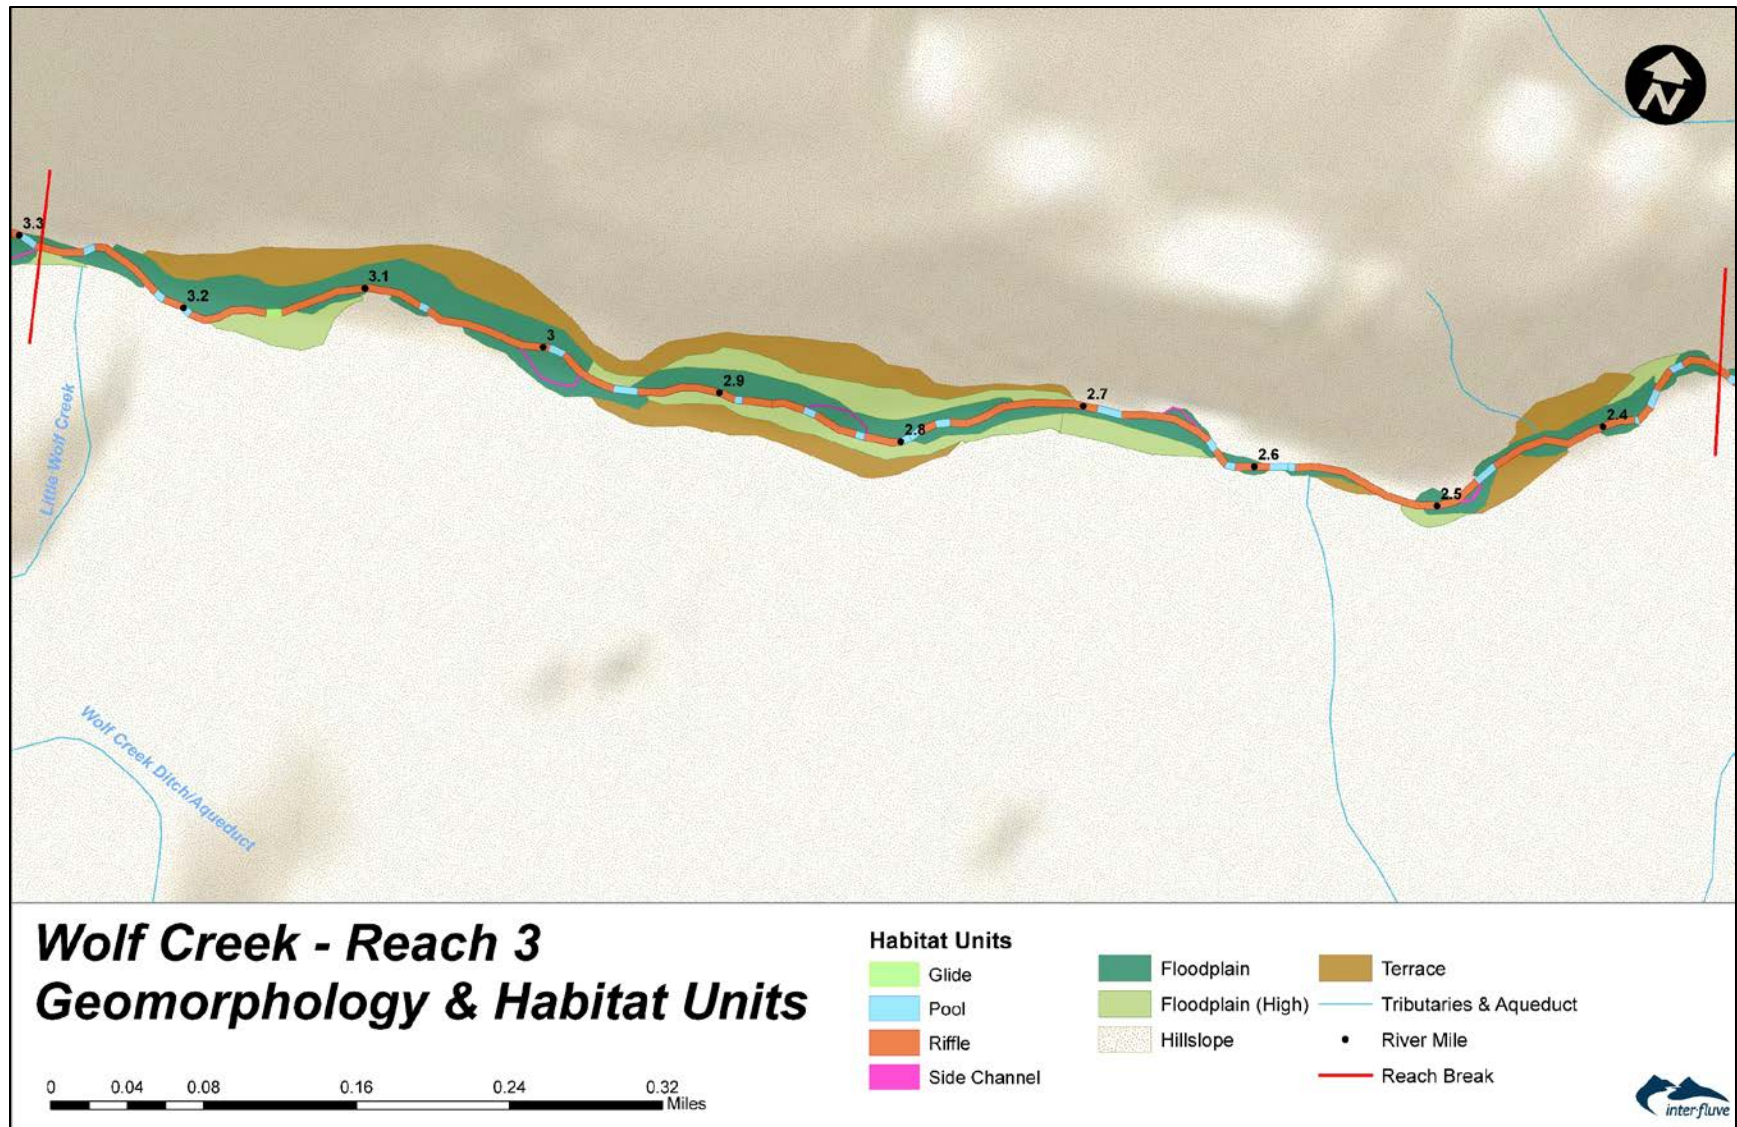 N
3.3
3.2
3.1
3
2.9
2.8
2.7
2.6
2.5
2.4
Little Wolf Creek
Wolf Creek Ditch/Aqueduct
Wolf Creek - Reach 3
Geomorphology & Habitat Units
0 0.04 0.08 0.16 0.24 0.32
Miles
Habitat Units
Glide
Pool
Riffle
Side Channel
Floodplain
Floodplain (High)
Hillslope
Terrace
Tributaries & Aqueduct
River Mile
Reach Break
inter-fluve